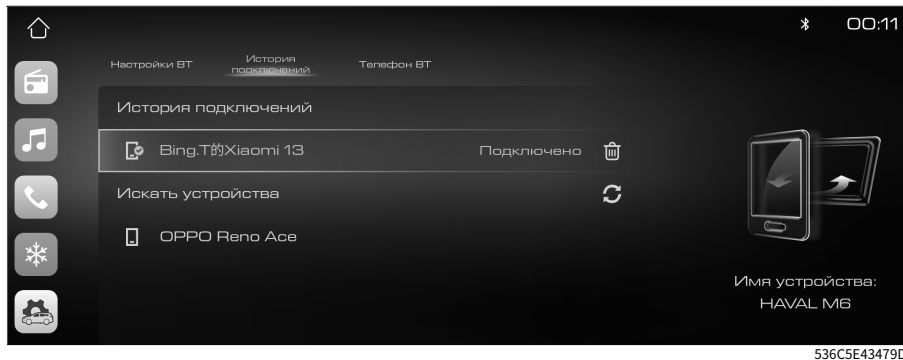 00:11
Настройки BT
История
подключений
Телефон BT
История подключений
Bing.T的Xiaomi 13
Подключено
Искать устройства
OPPO Reno Ace
Имя устройства:
HAVAL M6
536C5E43479D